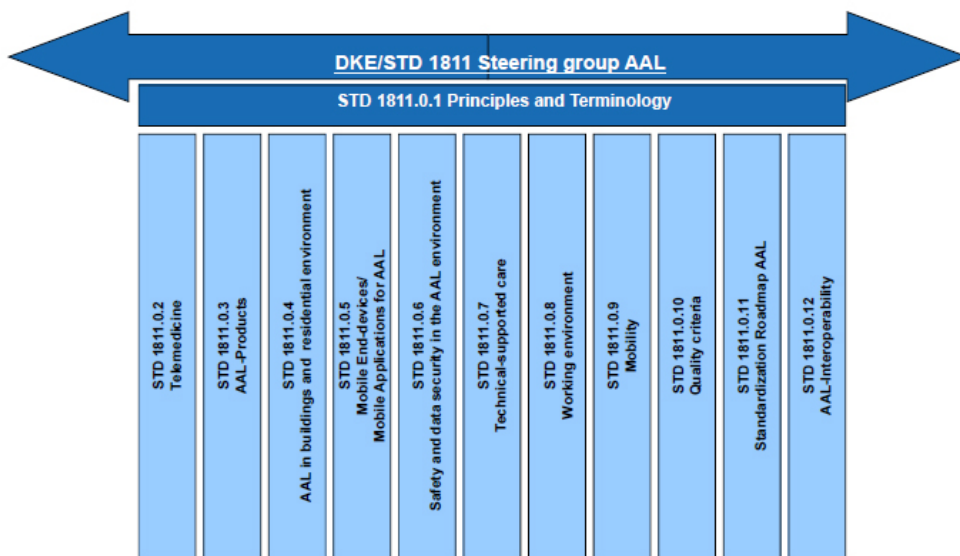 DKE/STD 1811 Steering group AAL
STD 1811.0.1 Principles and Terminology
STD 1811.0.2
Telemedicine
STD 1811.0.3
AAL-Products
STD 1811.0.4
AAL in buildings and residential environment
STD 1811.0.5
Mobile End-devices/
Mobile Applications for AAL
STD 1811.0.6
Safety and data security in the AAL environment
STD 1811.0.7
Technical-supported care
STD 1811.0.8
Working environment
STD 1811.0.9
Mobility
STD 1811.0.10
Quality criteria
STD 1811.0.11
Standardization Roadmap AAL
STD 1811.0.12
AAL-Interoperability